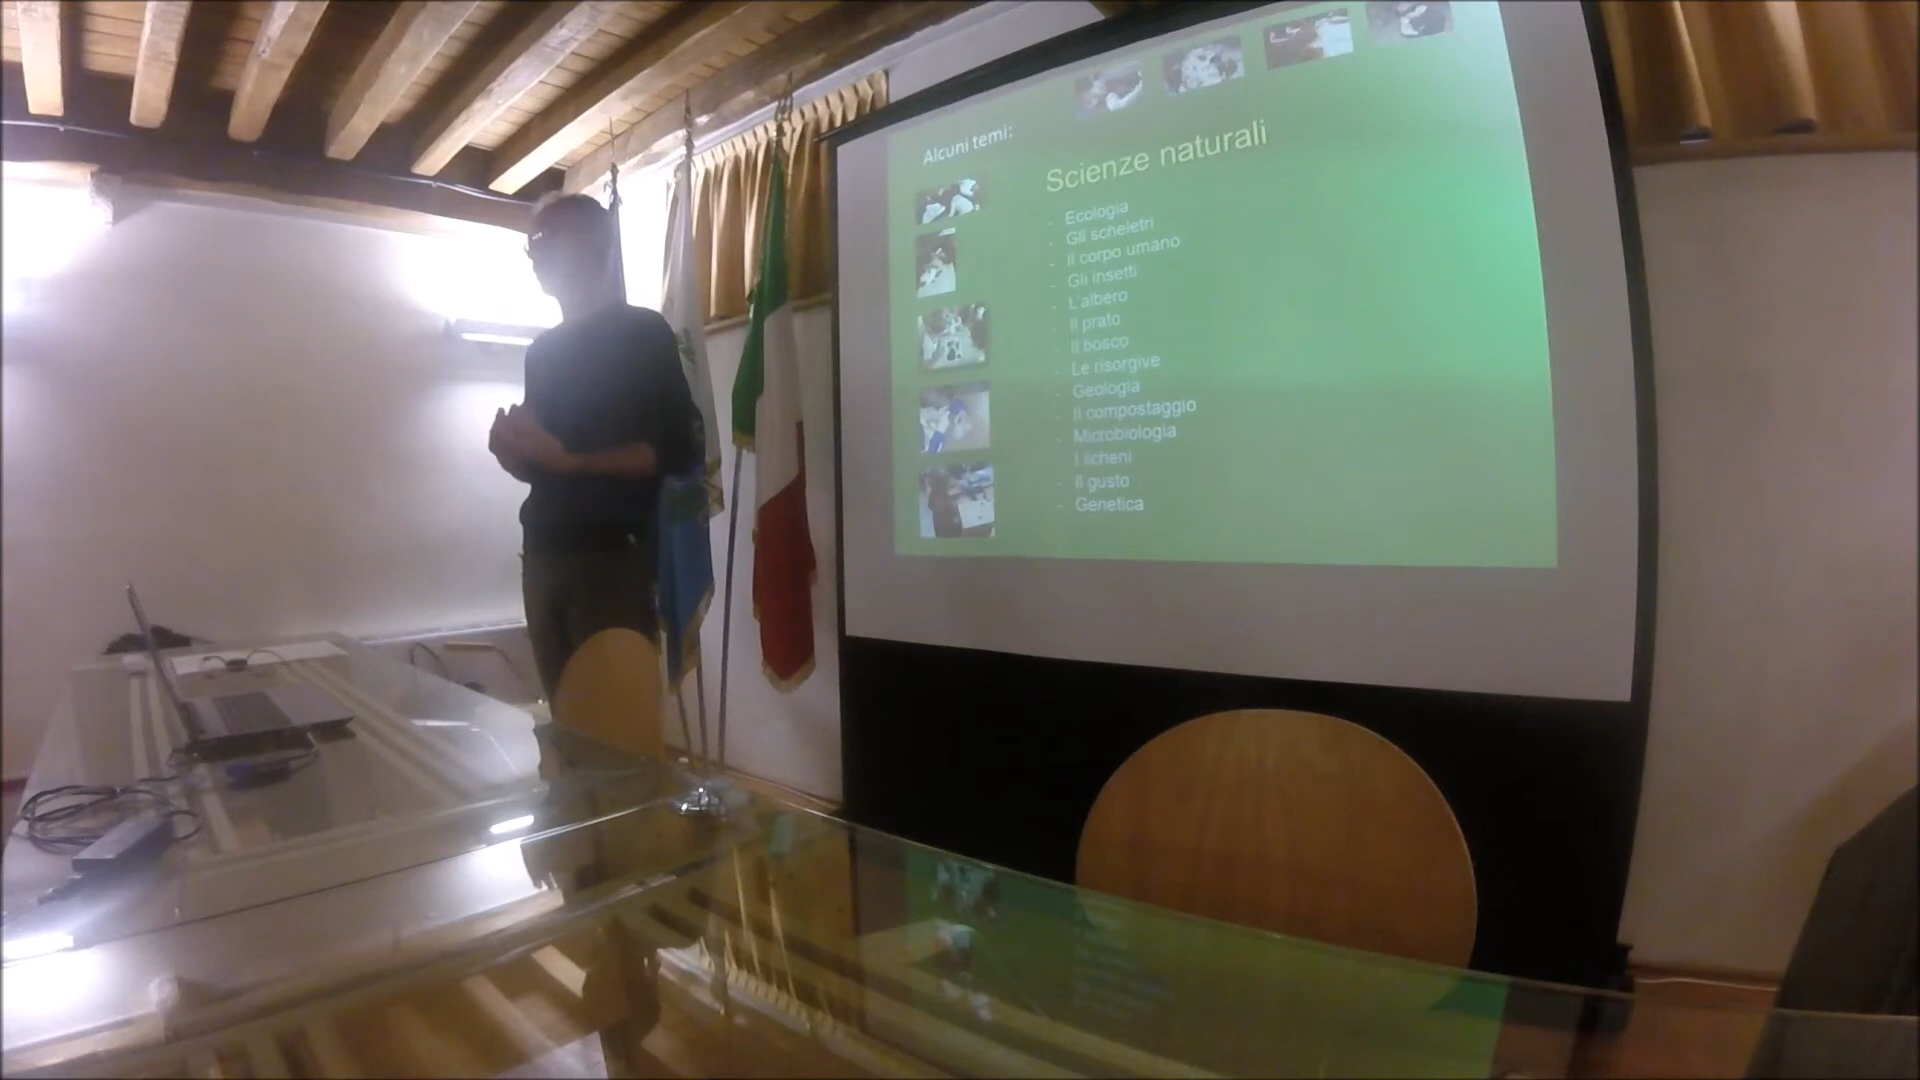 Alcuni temi:
Scienze naturali
- Ecologia
- Gli scheletri
- Il corpo umano
- Gli insetti
- L'albero
- Il prato
- Il bosco
- Le risorgive
- Geologia
- Il compostaggio
- Microbiologia
- I licheni
- Il gusto
- Genetica